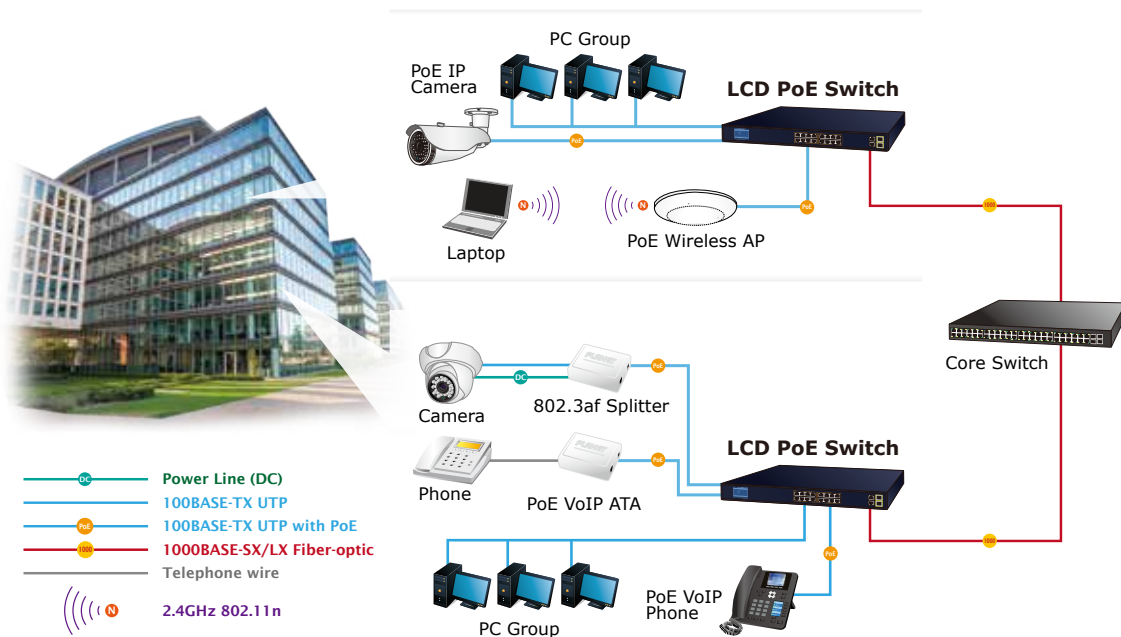 PC Group
PoE IP
Camera
LCD PoE Switch
PoE
N
N
PoE
1000
Laptop
PoE Wireless AP
Core Switch
PLANET
DC
PoE
Camera
802.3af Splitter
PLANET
PoE
LCD PoE Switch
Phone
PoE VoIP ATA
DC
Power Line (DC)
100BASE-TX UTP
PoE
100BASE-TX UTP with PoE
1000
1000BASE-SX/LX Fiber-optic
Telephone wire
N
2.4GHz 802.11n
1000
PoE
PoE VoIP
Phone
PC Group